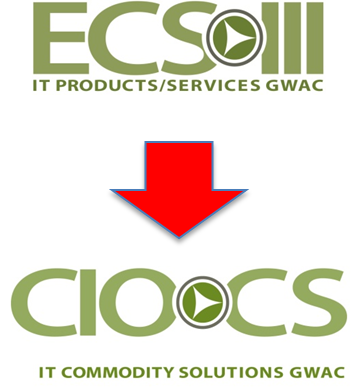 ECS III
IT PRODUCTS/SERVICES GWAC
CIO CS
IT COMMODITY SOLUTIONS GWAC